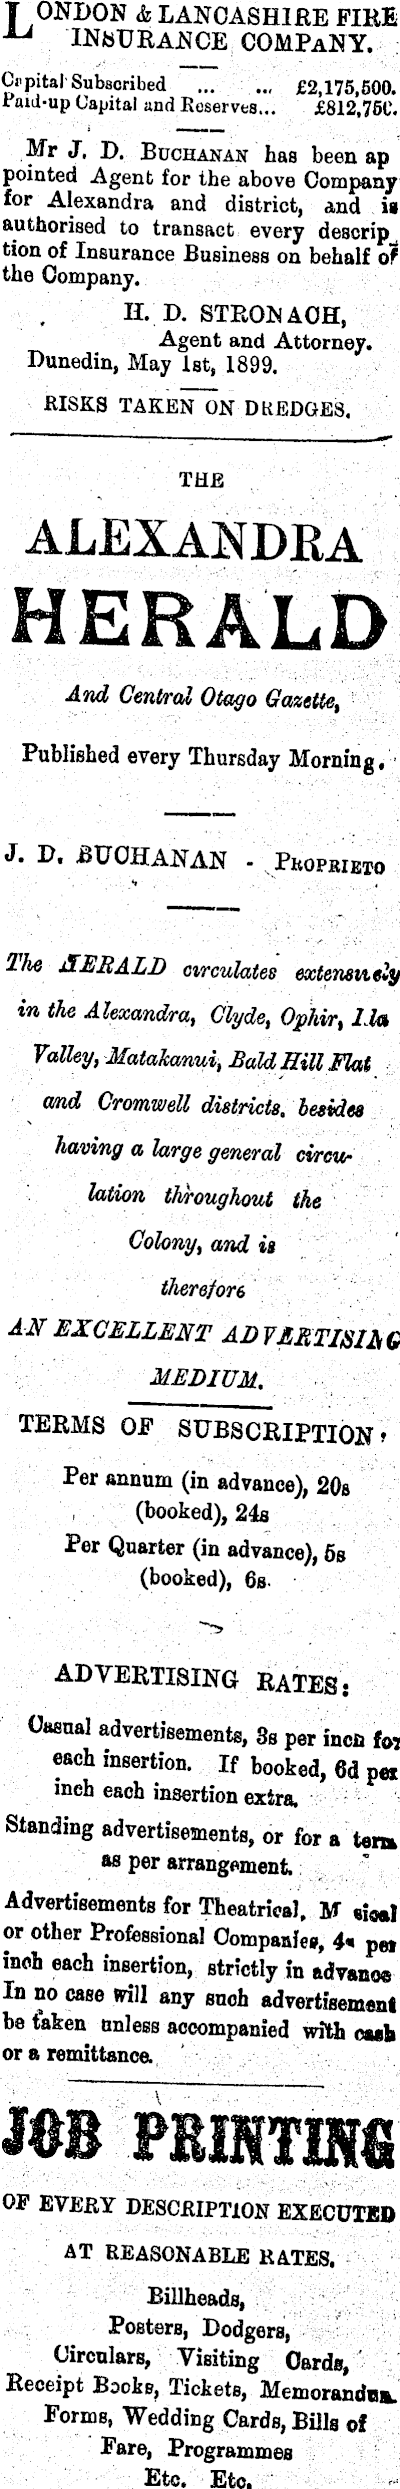 LONDON & LANCASHIRE FIRE
INSURANCE COMPANY.
Capital Subscribed ... ... £2,175,500.
Paid-up Capital and Reserves... £812,750.
Mr J. D. BUCHANAN has been ap
pointed Agent for the above Company
for Alexandra and district, and is
authorised to transact every descrip
tion of Insurance Business on behalf of
the Company.
H. D. STRONACH,
Agent and Attorney.
Dunedin, May 1st, 1899.
RISKS TAKEN ON DREDGES.
THE
ALEXANDRA
HERALD
And Central Otago Gazette,
Published every Thursday Morning.
J. D. BUCHANAN - PROPRIETO
The HERALD circulates extensively
in the Alexandra, Clyde, Ophir, Ida
Valley, Matakanui, Bald Hill Flat
and Cromwell districts. besides
having a large general circu-
lation throughout the
Colony, and is
therefore
AN EXCELLENT ADVERTISING
MEDIUM.
TERMS OF SUBSCRIPTION
Per annum (in advance), 20s
(booked), 24s
Per Quarter (in advance), 5s
(booked), 6s.
ADVERTISING RATES:
Casual advertisements, 3s per inch for
each insertion. If booked, 6d per
inch each insertion extra.
Standing advertisements, or for a term
as per arrangement.
Advertisements for Theatrical, M sical
or other Professional Companies, 4s per
inch each insertion, strictly in advance
In no case will any such advertisement
be taken unless accompanied with cash
or a remittance.
JOB PRINTING
OF EVERY DESCRIPTION EXECUTED
AT REASONABLE RATES.
Billheads,
Posters, Dodgers,
Circulars, Visiting Cards,
Receipt Books, Tickets, Memorandum
Forms, Wedding Cards, Bills of
Fare, Programmes
Etc. Etc.